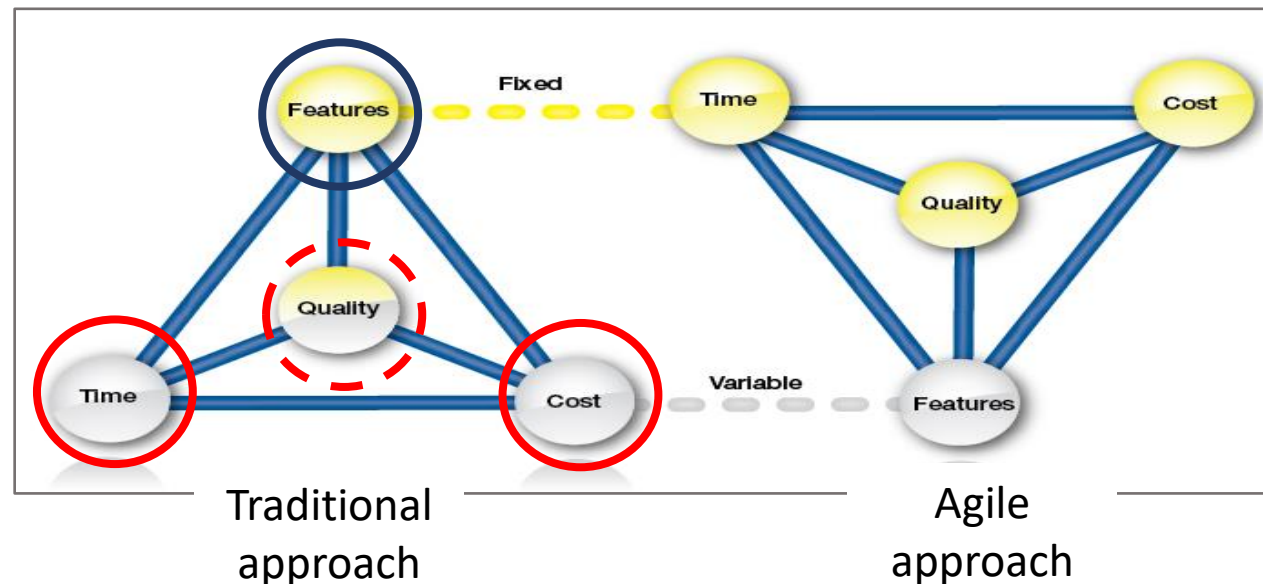 Features
Fixed
Time
Cost
Quality
Quality
Time
Cost
Variable
Features
Traditional
approach
Agile
approach